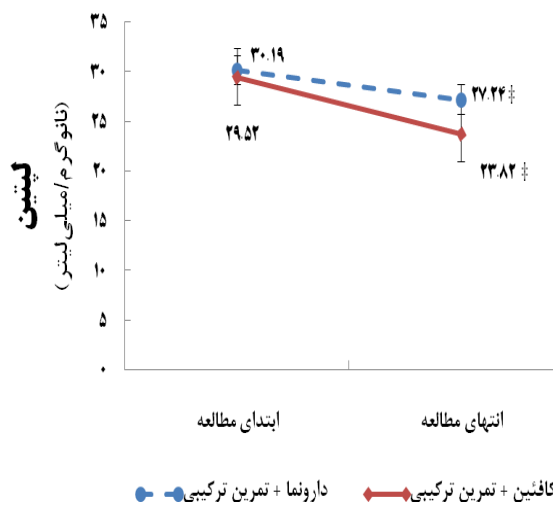 لپتین
(نانوگرم/میلی لیتر)
۳۵
۳۰
۲۵
۲۰
۱۵
۱۰
۵
۰
۳۰.۱۹
۲۹.۵۲
۲۷.۲۴ ‡
۲۳.۸۲ ‡
ابتدای مطالعه
انتهای مطالعه
دارونما + تمرین ترکیبی
کافئین + تمرین ترکیبی